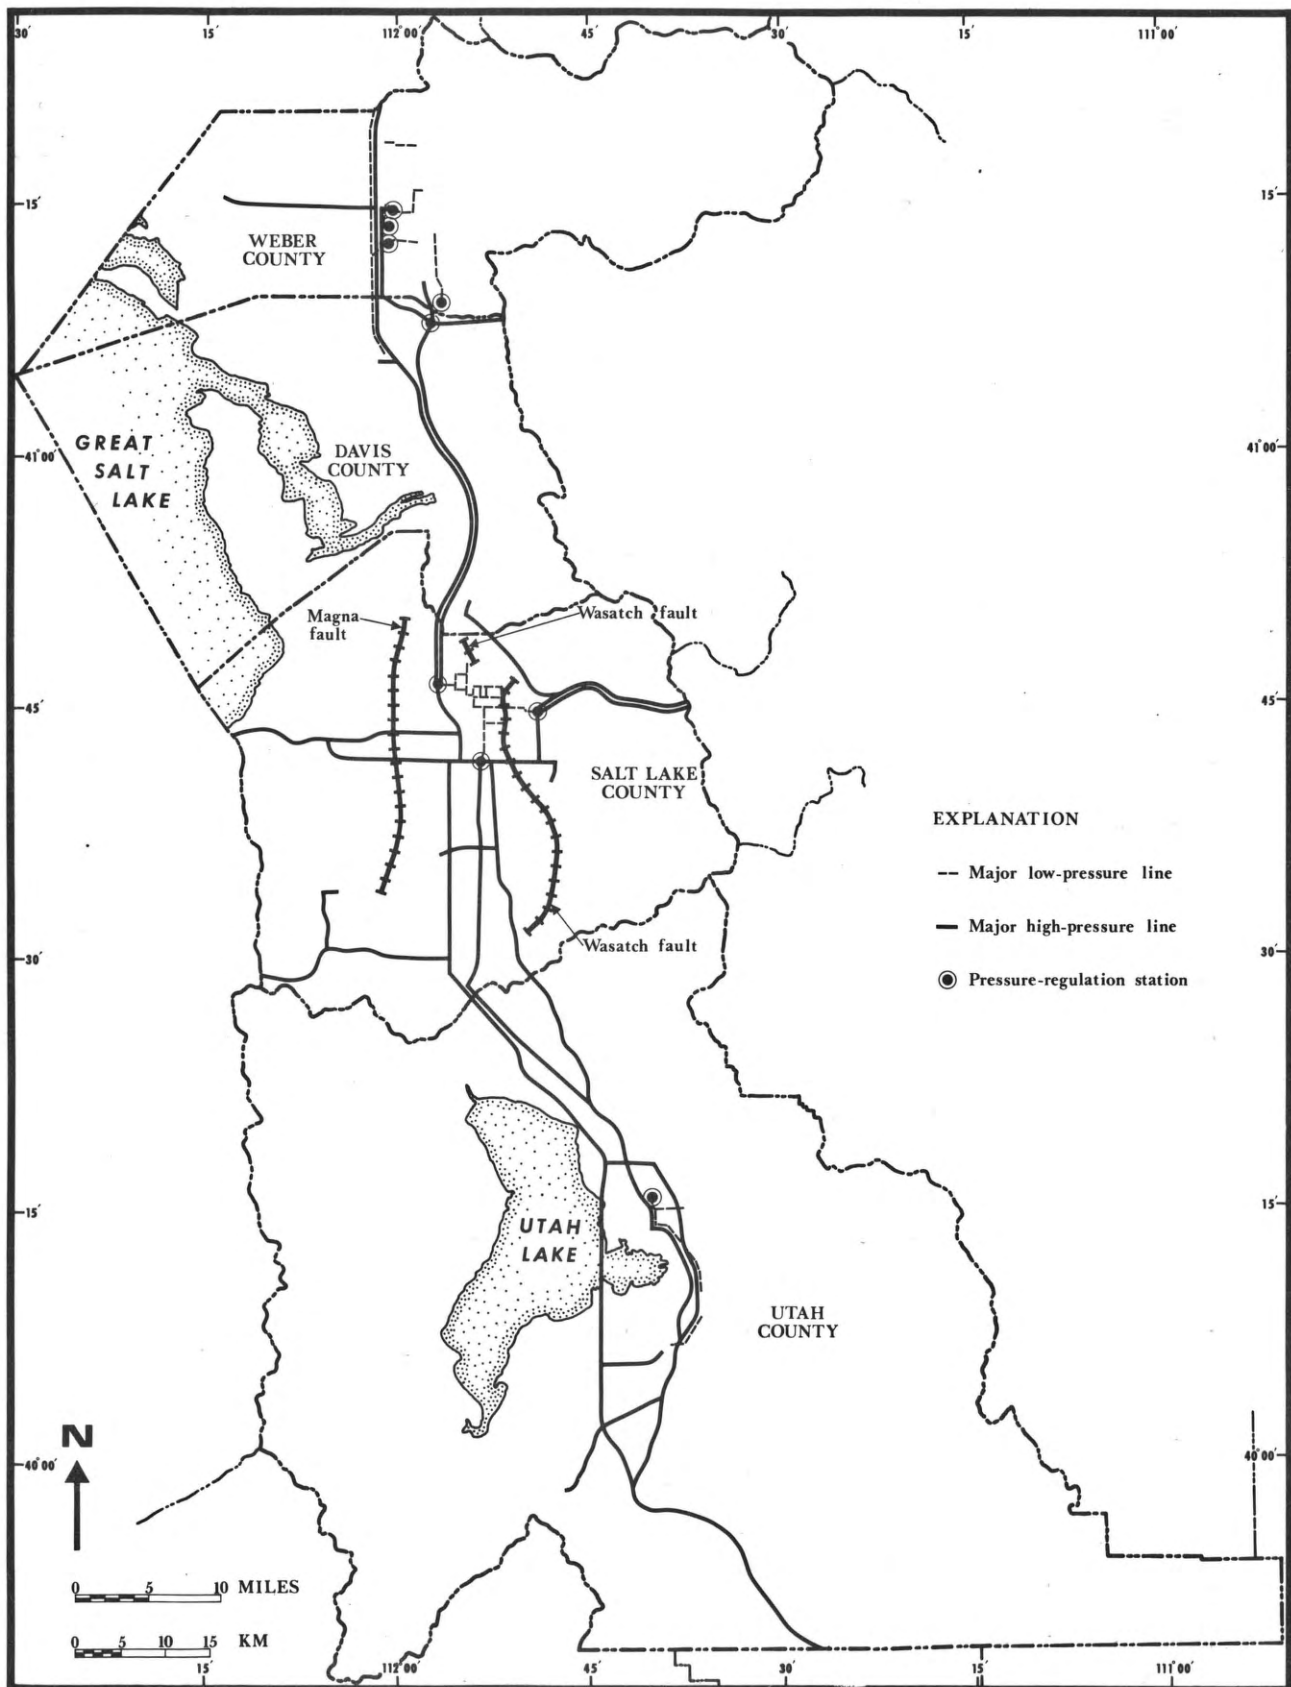 30′ 15′ 112°00′ 45′ 30′ 15′ 111°00′
15′ 15′
WEBER
COUNTY
GREAT
SALT
LAKE
DAVIS
COUNTY
41°00′ 41°00′
Magna
fault
Wasatch fault
45′ 45′
SALT LAKE
COUNTY
EXPLANATION
Major low-pressure line
Major high-pressure line
Pressure-regulation station
Wasatch fault
30′ 30′
15′ 15′
UTAH
LAKE
UTAH
COUNTY
N
40°00′ 40°00′
0 5 10 MILES
0 5 10 15 KM
15′ 112°00′ 45′ 30′ 15′ 111°00′